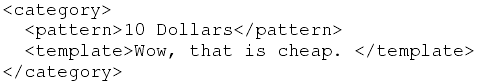 <category>
  <pattern>10 Dollars</pattern>
  <template>Wow, that is cheap. </template>
</category>